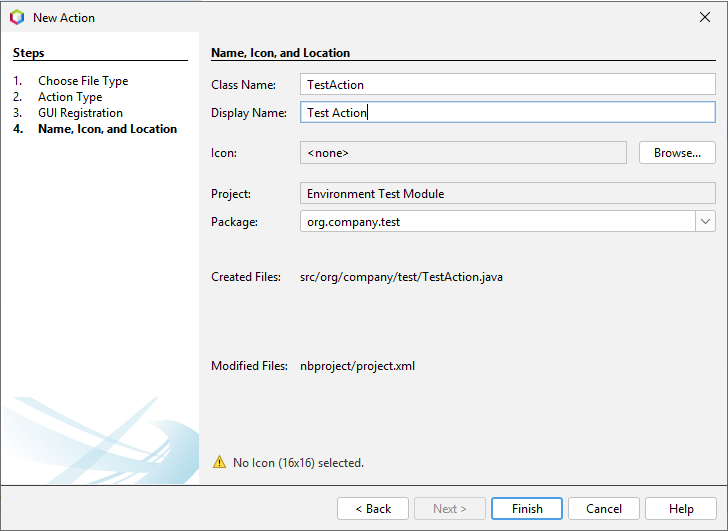 New Action
Steps
1. Choose File Type
2. Action Type
3. GUI Registration
4. Name, Icon, and Location
Name, Icon, and Location
Class Name: TestAction
Display Name: Test Action
Icon: <none> Browse...
Project: Environment Test Module
Package: org.company.test
Created Files: src/org/company/test/TestAction.java
Modified Files: nbproject/project.xml
No Icon (16x16) selected.
< Back Next > Finish Cancel Help